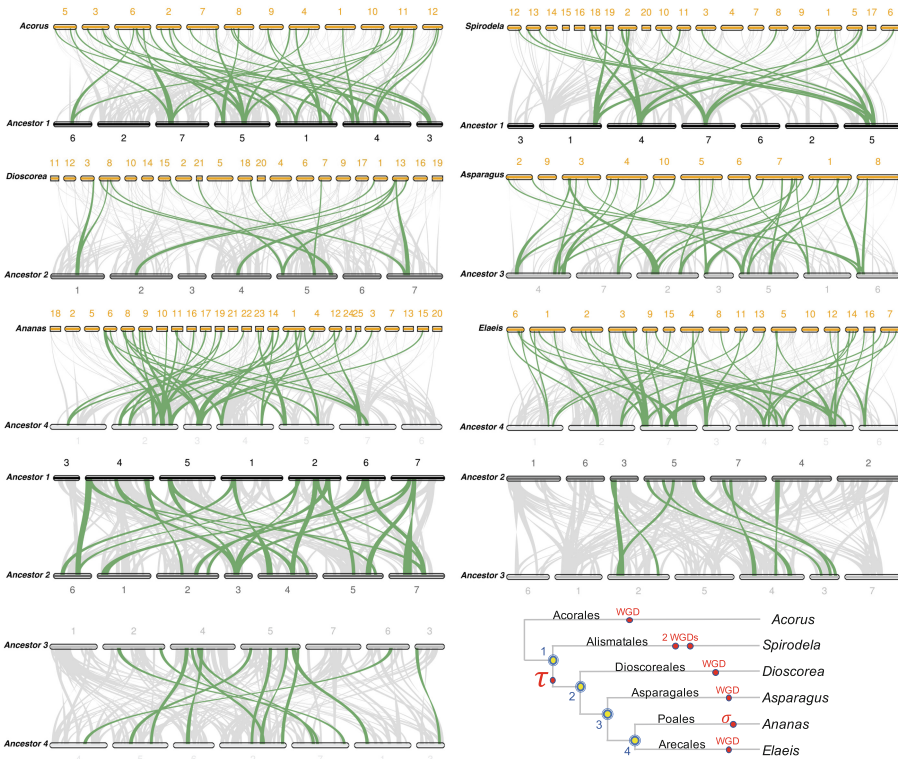 5 3 6 2 7 8 9 4 1 10 11 12
Acorus
Ancestor 1
6 2 7 5 1 4 3
12 13 14 15 16 18 19 2 20 10 11 3 4 7 9 1 5 17 6
Spirodela
Ancestor 1
3 1 4 7 6 2 5
11 12 3 8 10 14 15 2 21 5 18 20 4 6 7 9 17 1 13 16 19
Dioscorea
Ancestor 2
1 2 3 4 5 6 7
2 9 3 4 10 5 6 7 1 8
Asparagus
Ancestor 3
4 7 2 3 5 1 6
18 2 5 6 8 9 10 11 16 17 19 21 22 23 14 1 4 12 24 25 3 7 13 15 20
Ananas
Ancestor 4
1 2 3 4 5 7 6
6 1 2 3 9 15 4 8 11 13 5 10 12 14 16 7
Elaeis
Ancestor 4
1 2 7 3 4 5 6
3 4 5 1 2 6 7
Ancestor 1
Ancestor 2
6 1 2 3 4 5 7
1 6 3 5 7 4 2
Ancestor 2
Ancestor 3
6 1 2 5 4 3 7
1 2 4 5 7 6 3
Ancestor 3
Ancestor 4
1 4 5 2 7 6 3
Acorales WGD Acorus
Alismatales 2 WGDs Spirodela
1
τ
Dioscoreales WGD Dioscorea
2
Asparagales WGD Asparagus
3
Poales σ Ananas
4
Arecales WGD Elaeis